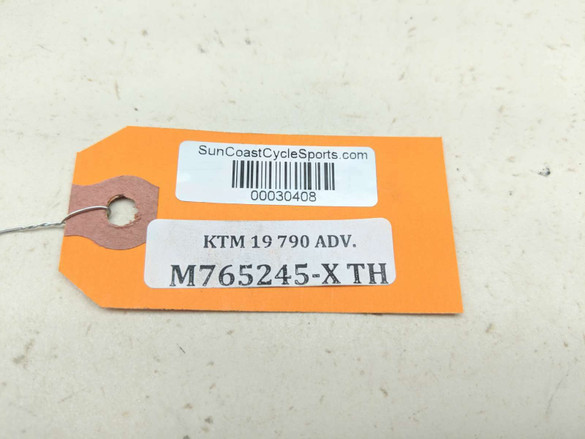 SunCoastCycleSports.com
00030408
KTM 19 790 ADV.
M765245-X TH